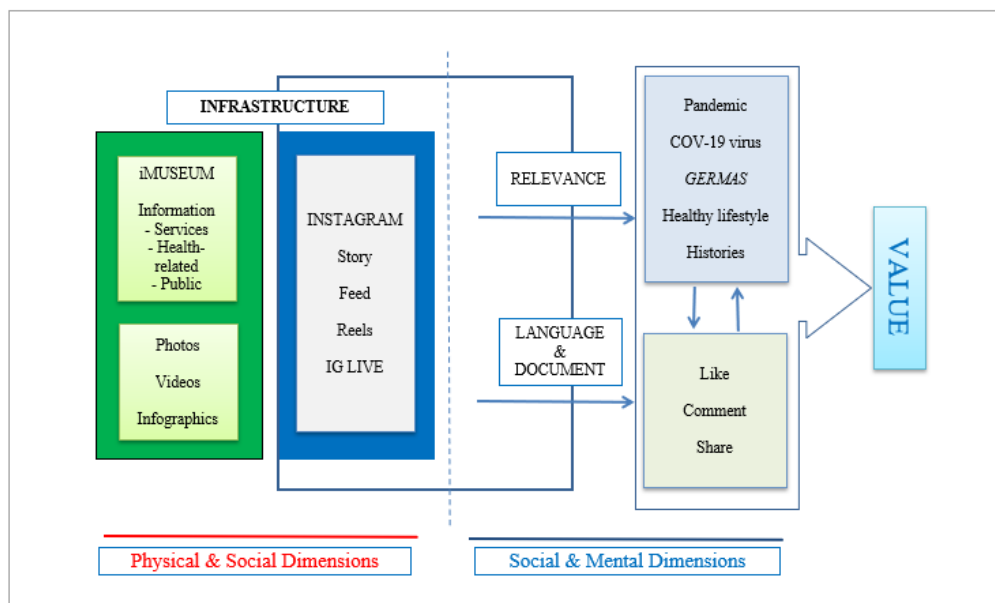 INFRASTRUCTURE
iMUSEUM
Information
- Services
- Health-
related
- Public
Photos
Videos
Infographics
INSTAGRAM
Story
Feed
Reels
IG LIVE
RELEVANCE
LANGUAGE
&
DOCUMENT
Pandemic
COV-19 virus
GERMAS
Healthy lifestyle
Histories
Like
Comment
Share
VALUE
Physical & Social Dimensions
Social & Mental Dimensions